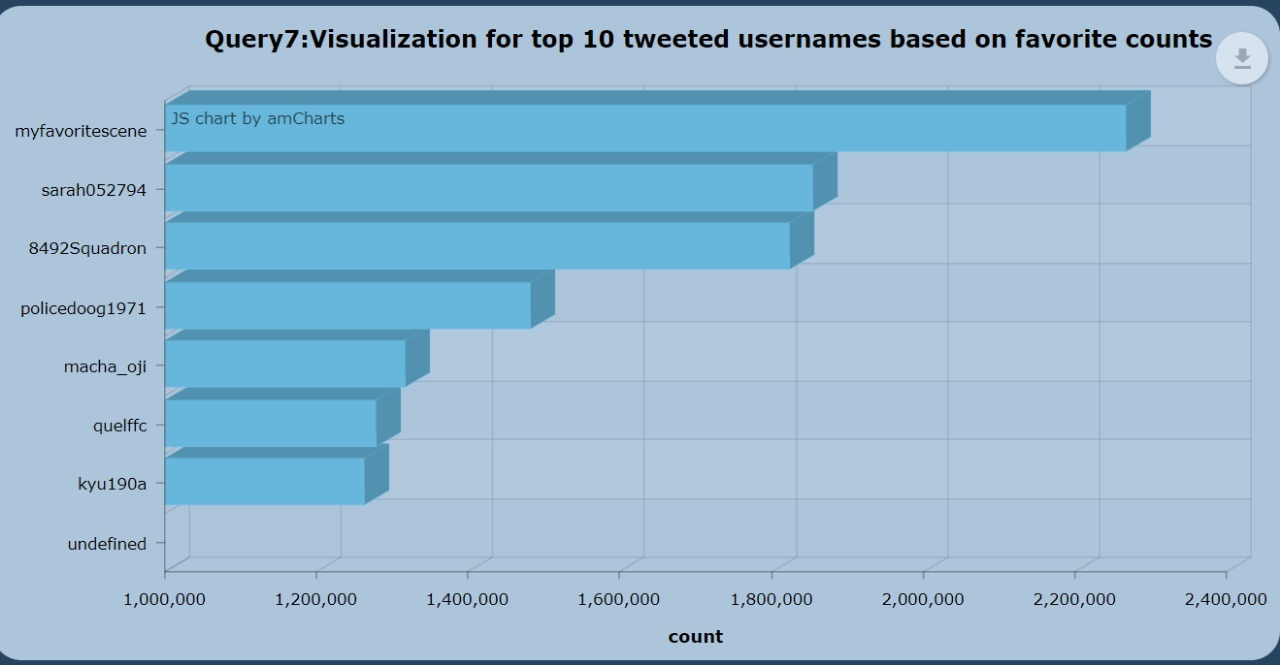 Query7:Visualization for top 10 tweeted usernames based on favorite counts
JS chart by amCharts
myfavoritescene
sarah052794
8492Squadron
policedoog1971
macha_oji
quelffc
kyu190a
undefined
1,000,000 1,200,000 1,400,000 1,600,000 1,800,000 2,000,000 2,200,000 2,400,000
count